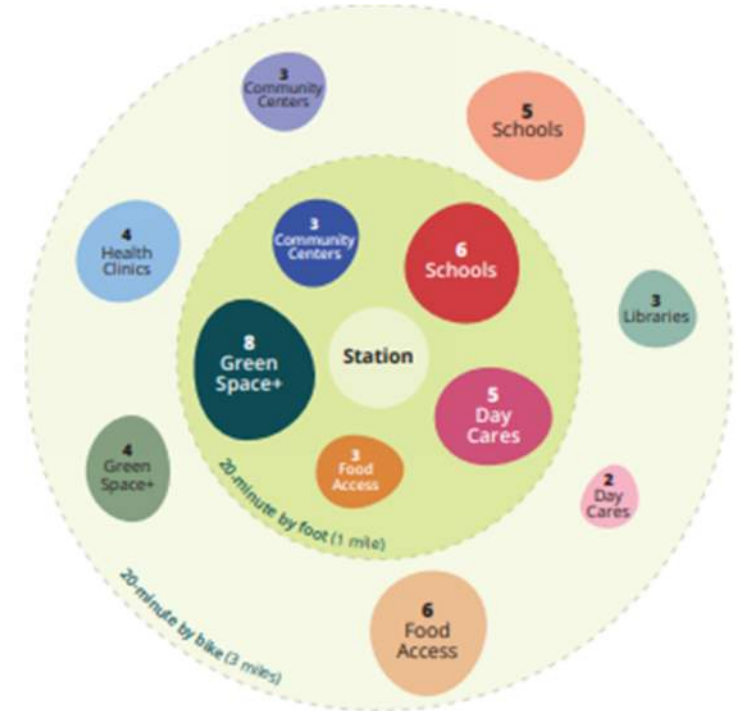 3
Community
Centers
5
Schools
4
Health
Clinics
3
Community
Centers
6
Schools
3
Libraries
8
Green
Space+
Station
5
Day
Cares
4
Green
Space+
3
Food
Access
2
Day
Cares
20-minute by foot (1 mile)
20-minute by bike (3 miles)
6
Food
Access